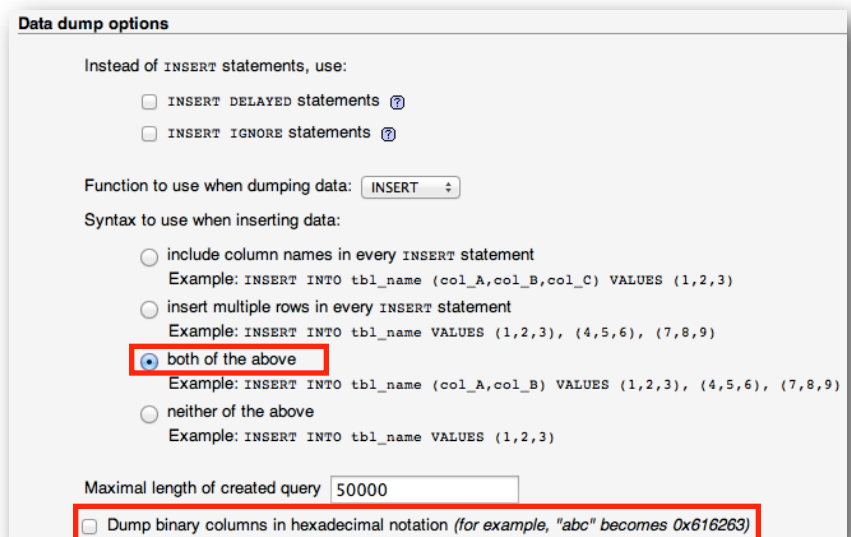 Data dump options
Instead of INSERT statements, use:
INSERT DELAYED statements ?
INSERT IGNORE statements ?
Function to use when dumping data: INSERT
Syntax to use when inserting data:
include column names in every INSERT statement
Example: INSERT INTO tbl_name (col_A,col_B,col_C) VALUES (1,2,3)
insert multiple rows in every INSERT statement
Example: INSERT INTO tbl_name VALUES (1,2,3), (4,5,6), (7,8,9)
both of the above
Example: INSERT INTO tbl_name (col_A,col_B) VALUES (1,2,3), (4,5,6), (7,8,9)
neither of the above
Example: INSERT INTO tbl_name VALUES (1,2,3)
Maximal length of created query 50000
Dump binary columns in hexadecimal notation (for example, "abc" becomes 0x616263)